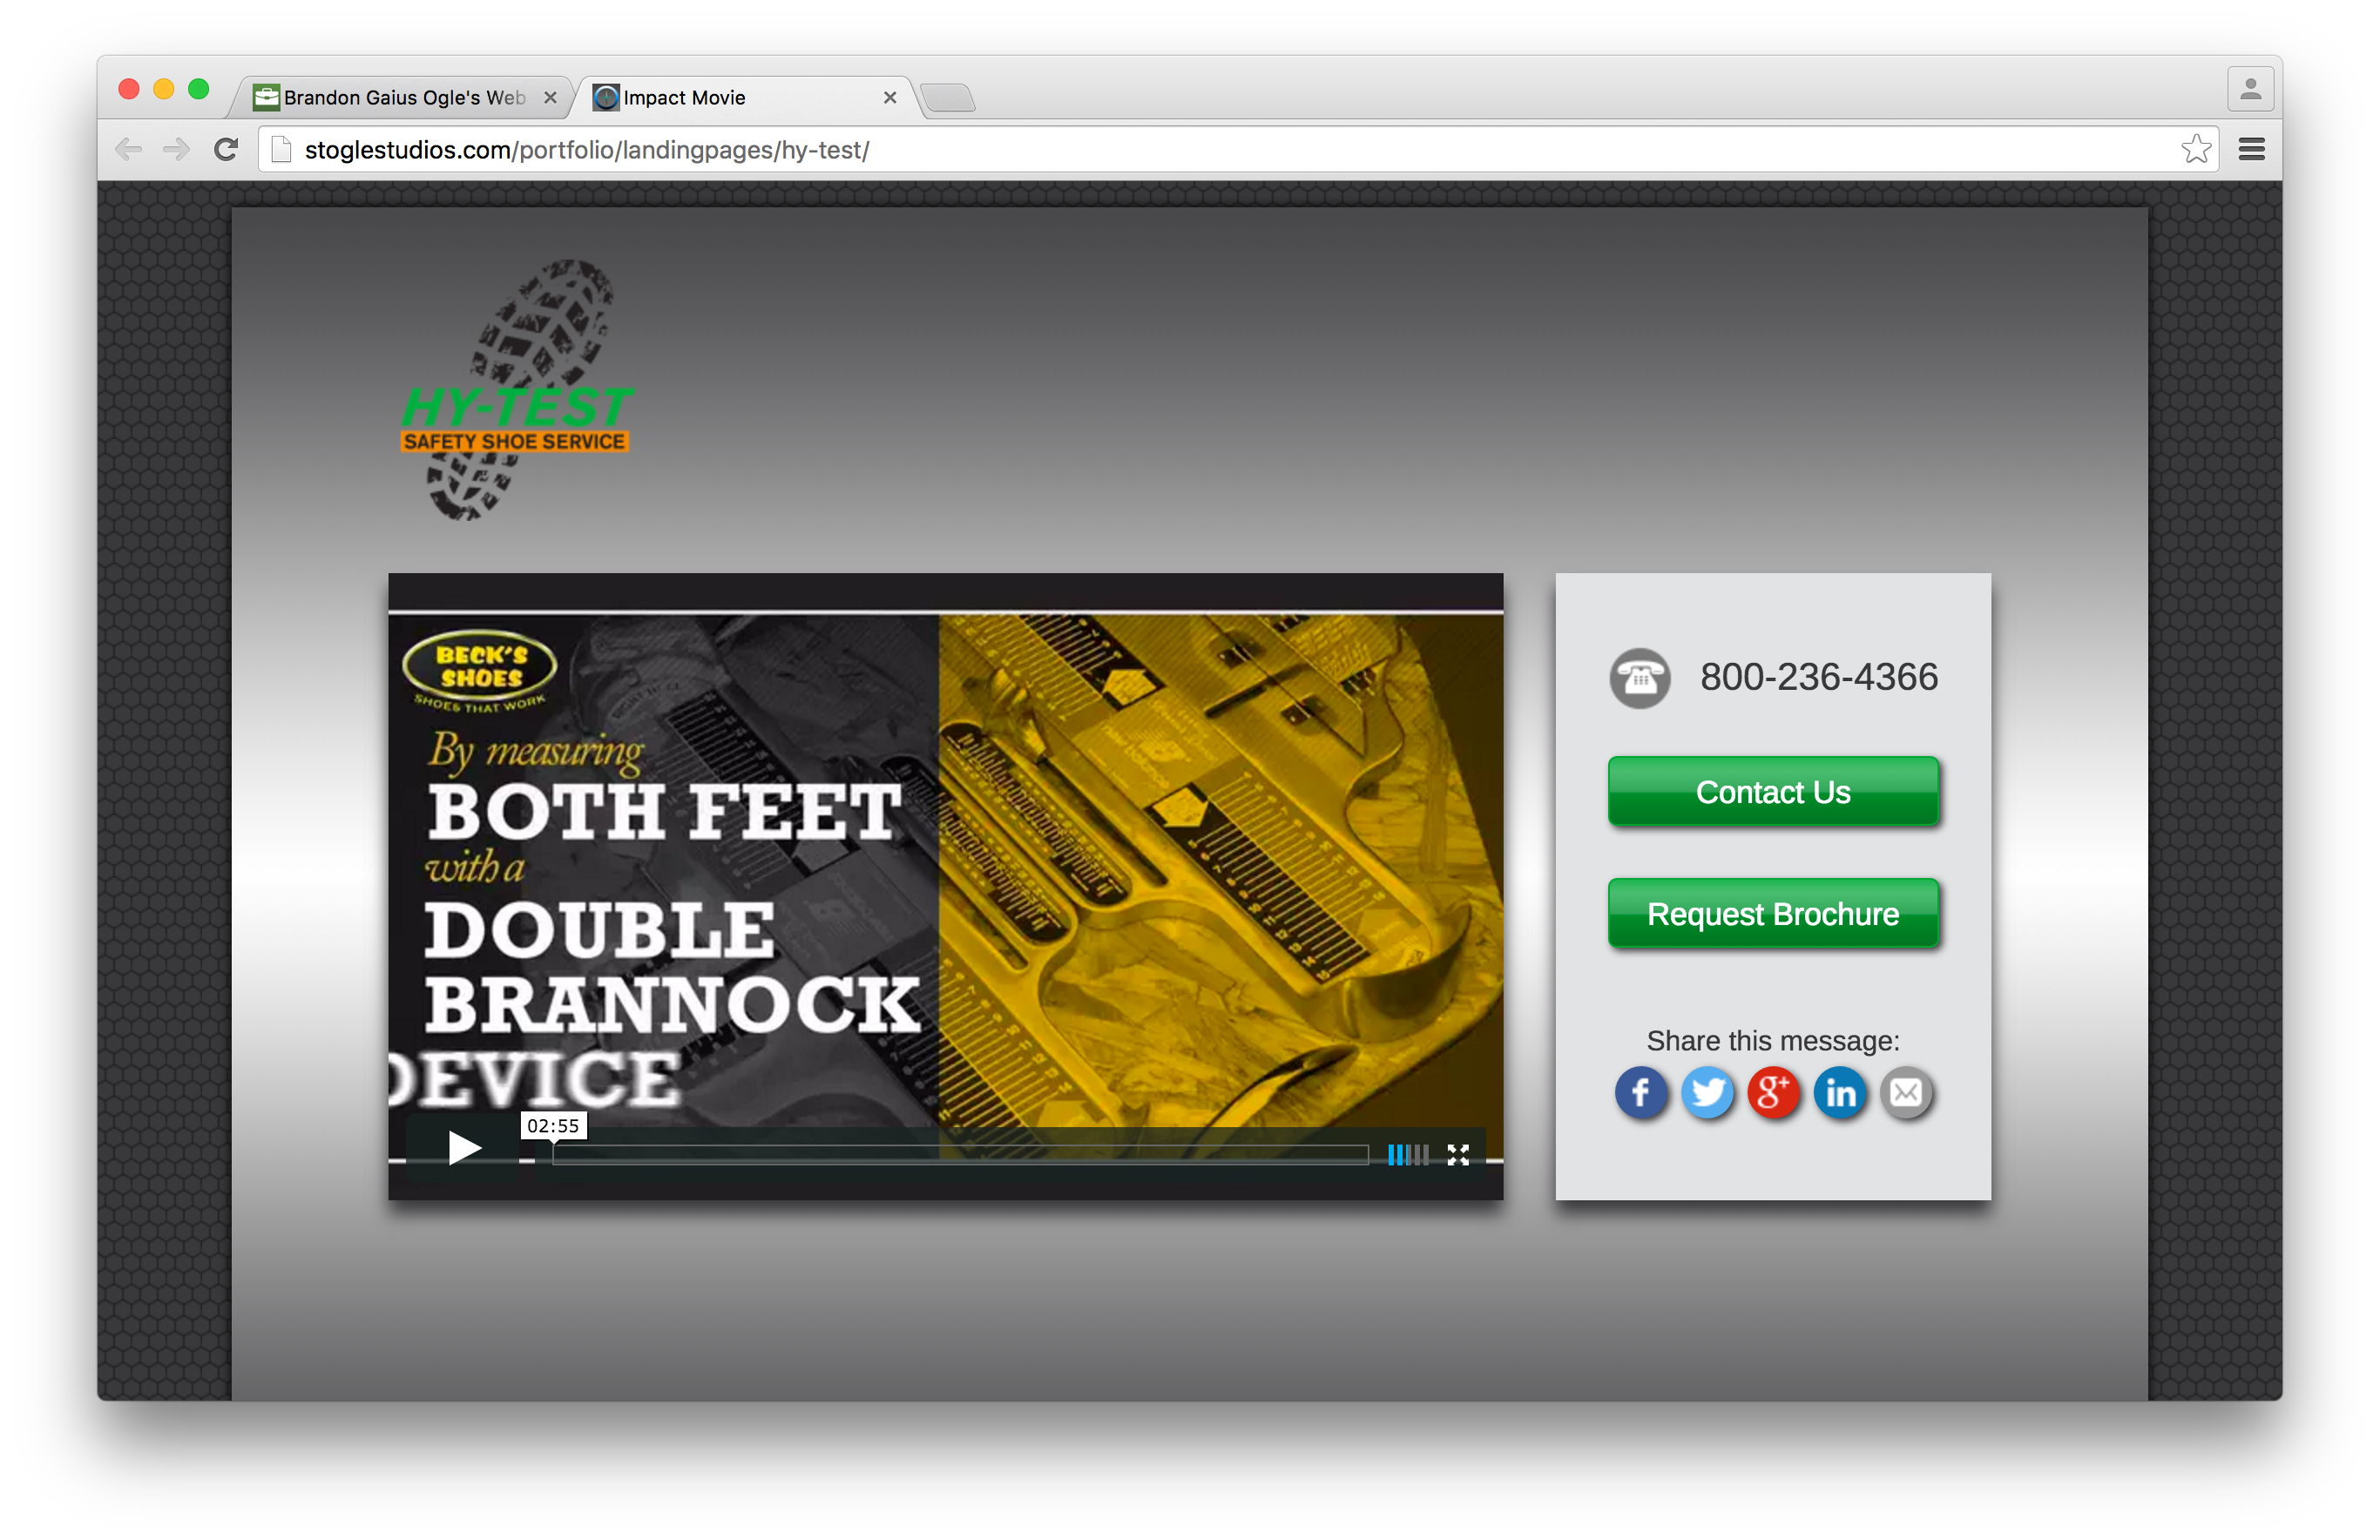 Brandon Gaius Ogle's Web
Impact Movie
stoglestudios.com/portfolio/landingpages/hy-test/
HY-TEST
SAFETY SHOE SERVICE
BECK'S
SHOES
SHOES THAT WORK
By measuring
BOTH FEET
with a
DOUBLE
BRANNOCK
DEVICE
02:55
800-236-4366
Contact Us
Request Brochure
Share this message:
f
g+
in